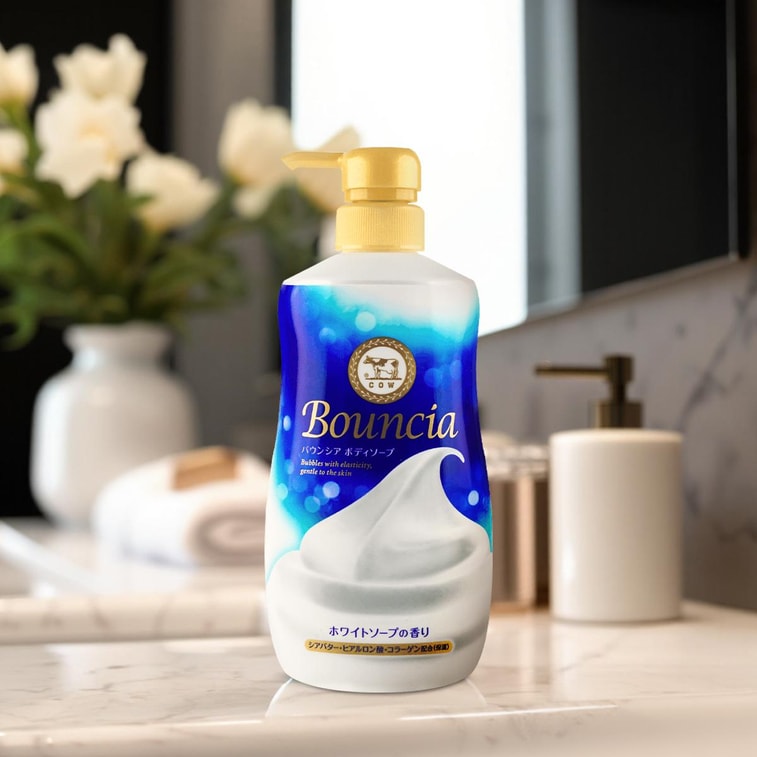 COW
Bouncia
バウンシア ボディソープ
Bubbles with elasticity,
gentle to the skin
ホワイトソープの香り
シアバター・ヒアルロン酸・コラーゲン配合(保湿)